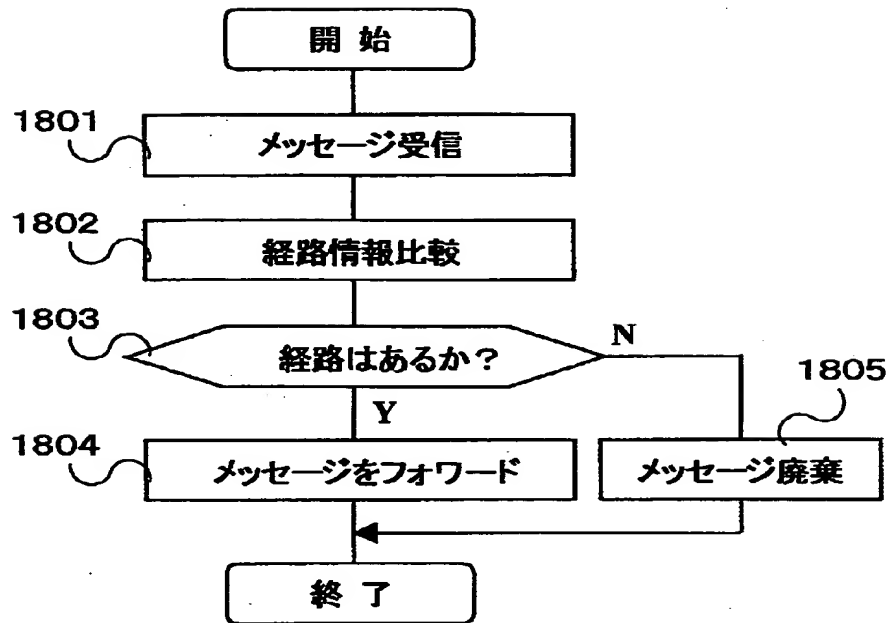 開 始
1801
メッセージ受信
1802
経路情報比較
1803
経路はあるか?
N
1805
Y
1804
メッセージをフォワード
メッセージ廃棄
終 了